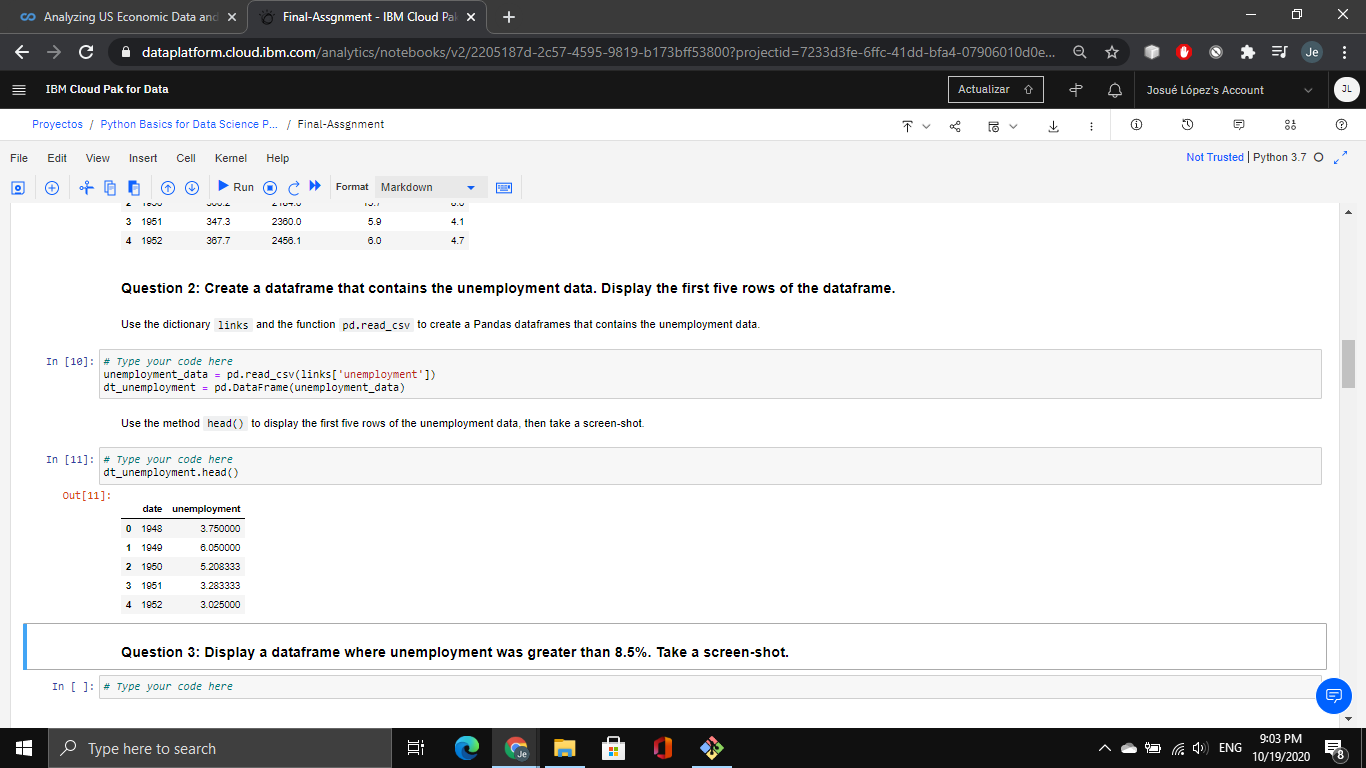 Analyzing US Economic Data and
Final-Assgnment - IBM Cloud Pak
dataplatform.cloud.ibm.com/analytics/notebooks/v2/2205187d-2c57-4595-9819-b173bff53800?projectid=7233d3fe-6ffc-41dd-bfa4-07906010d0e...
Je
IBM Cloud Pak for Data
Actualizar
Josué López's Account
JL
Proyectos / Python Basics for Data Science P... / Final-Assgnment
File Edit View Insert Cell Kernel Help
Not Trusted | Python 3.7
Run
Format
Markdown
3 1951 347.3 2360.0 5.9 4.1
4 1952 367.7 2456.1 6.0 4.7
Question 2: Create a dataframe that contains the unemployment data. Display the first five rows of the dataframe.
Use the dictionary links and the function pd.read_csv to create a Pandas dataframes that contains the unemployment data.
In [10]: # Type your code here
unemployment_data = pd.read_csv(links['unemployment'])
dt_unemployment = pd.DataFrame(unemployment_data)
Use the method head() to display the first five rows of the unemployment data, then take a screen-shot.
In [11]: # Type your code here
dt_unemployment.head()
Out[11]:
date unemployment
0 1948 3.750000
1 1949 6.050000
2 1950 5.208333
3 1951 3.283333
4 1952 3.025000
Question 3: Display a dataframe where unemployment was greater than 8.5%. Take a screen-shot.
In [ ]: # Type your code here
Type here to search
Je
ENG
9:03 PM
10/19/2020
8